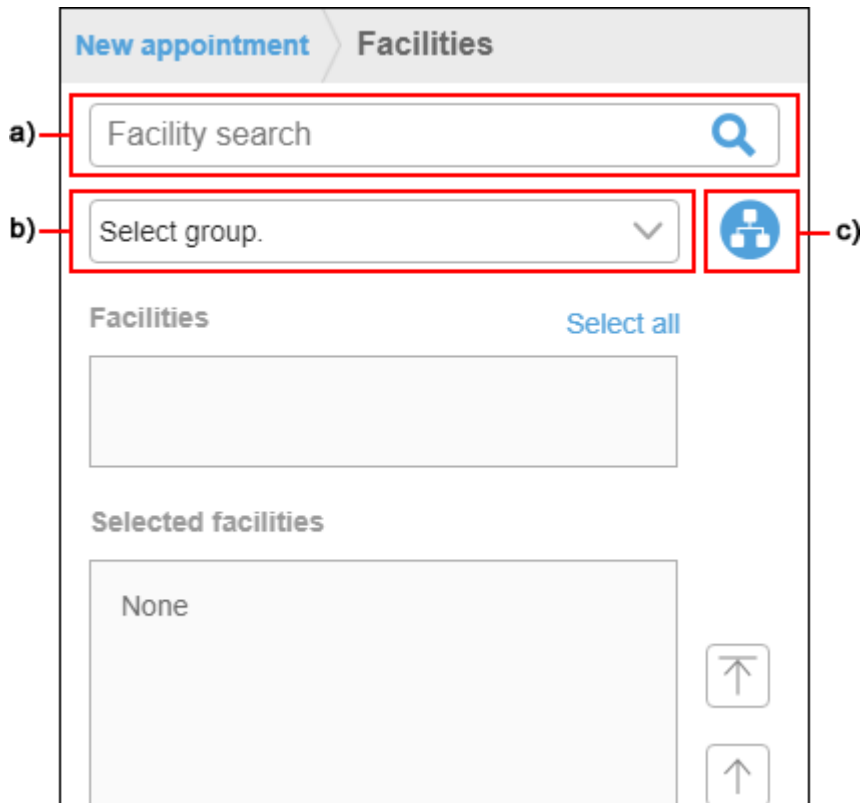 New appointment Facilities
a) Facility search
b) Select group. c)
Facilities Select all
Selected facilities
None